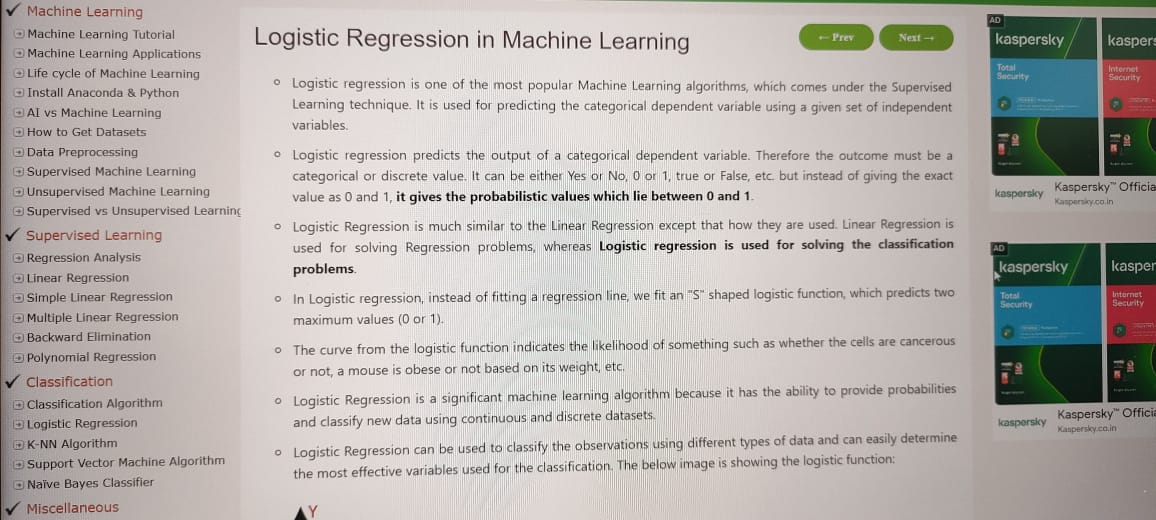 Machine Learning
Machine Learning Tutorial
Machine Learning Applications
Life cycle of Machine Learning
Install Anaconda & Python
AI vs Machine Learning
How to Get Datasets
Data Preprocessing
Supervised Machine Learning
Unsupervised Machine Learning
Supervised vs Unsupervised Learning
Supervised Learning
Regression Analysis
Linear Regression
Simple Linear Regression
Multiple Linear Regression
Backward Elimination
Polynomial Regression
Classification
Classification Algorithm
Logistic Regression
K-NN Algorithm
Support Vector Machine Algorithm
Naïve Bayes Classifier
Miscellaneous
Logistic Regression in Machine Learning
← Prev
Next →
Logistic regression is one of the most popular Machine Learning algorithms, which comes under the Supervised
Learning technique. It is used for predicting the categorical dependent variable using a given set of independent
variables.
Logistic regression predicts the output of a categorical dependent variable. Therefore the outcome must be a
categorical or discrete value. It can be either Yes or No, 0 or 1, true or False, etc. but instead of giving the exact
value as 0 and 1, it gives the probabilistic values which lie between 0 and 1.
Logistic Regression is much similar to the Linear Regression except that how they are used. Linear Regression is
used for solving Regression problems, whereas Logistic regression is used for solving the classification
problems.
In Logistic regression, instead of fitting a regression line, we fit an "S" shaped logistic function, which predicts two
maximum values (0 or 1).
The curve from the logistic function indicates the likelihood of something such as whether the cells are cancerous
or not, a mouse is obese or not based on its weight, etc.
Logistic Regression is a significant machine learning algorithm because it has the ability to provide probabilities
and classify new data using continuous and discrete datasets.
Logistic Regression can be used to classify the observations using different types of data and can easily determine
the most effective variables used for the classification. The below image is showing the logistic function:
Y
AD
kaspersky
kaspers
Total
Security
Internet
Security
kaspersky
Kaspersky™ Officia
Kaspersky.co.in
AD
kaspersky
kasper
Total
Security
Internet
Security
kaspersky
Kaspersky™ Offici
Kaspersky.co.in